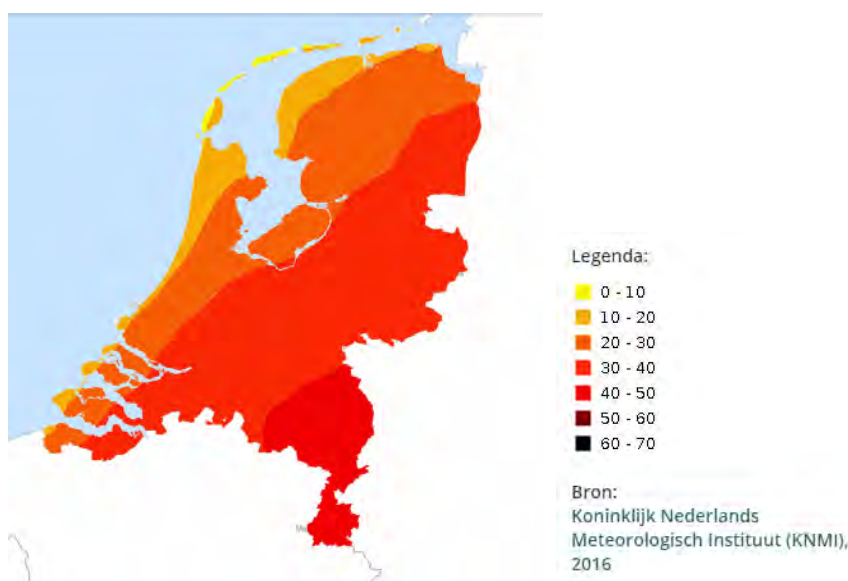 Legenda:
0 - 10
10 - 20
20 - 30
30 - 40
40 - 50
50 - 60
60 - 70
Bron:
Koninklijk Nederlands
Meteorologisch Instituut (KNMI),
2016